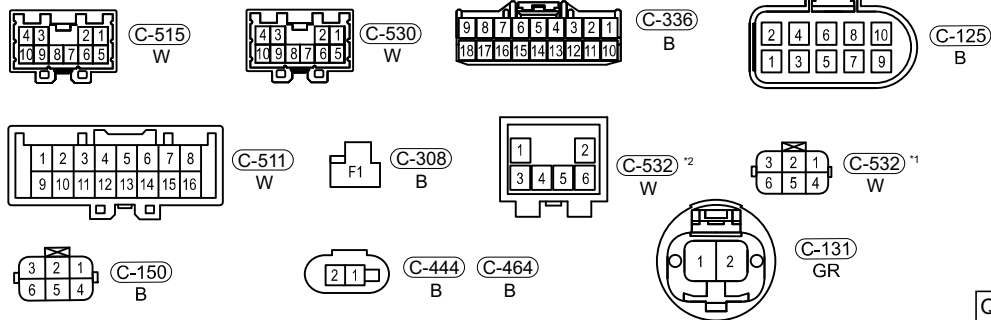 4 3 2 1
10 9 8 7 6 5
C-515
W
4 3 2 1
10 9 8 7 6 5
C-530
W
9 8 7 6 5 4 3 2 1
18 17 16 15 14 13 12 11 10
C-336
B
2 4 6 8 10
1 3 5 7 9
C-125
B
1 2 3 4 5 6 7 8
9 10 11 12 13 14 15 16
C-511
W
F1
C-308
B
1 2
3 4 5 6
C-532 *2
W
3 2 1
6 5 4
C-532 *1
W
3 2 1
6 5 4
C-150
B
2 1
C-444
B
C-464
B
1 2
C-131
GR